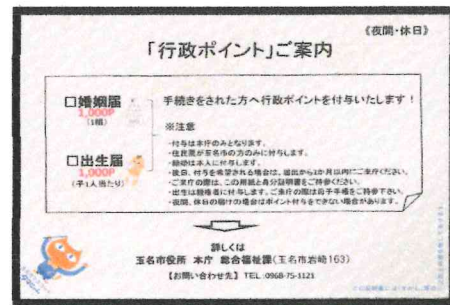 《夜間・休日》
「行政ポイント」ご案内
□婚姻届
1,000P
(1組)
□出生届
1,000P
(子1人当たり)
手続きをされた方へ行政ポイントを付与いたします！
※注意
・付与は本庁のみとなります。
・住民票が玉名市の方のみに付与します。
・婚姻は本人に付与します。
・後日、付与を希望される場合は、届出から1か月以内にご来庁ください。
・ご来庁の際は、この用紙と身分証明書をご持参ください。
・出生は親権者に付与します。ご来庁の際は母子手帳をご持参下さい。
・夜間、休日の届けの場合はポイント付与をできない場合があります。
詳しくは
玉名市役所 本庁 総合福祉課(玉名市岩崎163)
【お問い合わせ先】 TEL:0968-75-1121